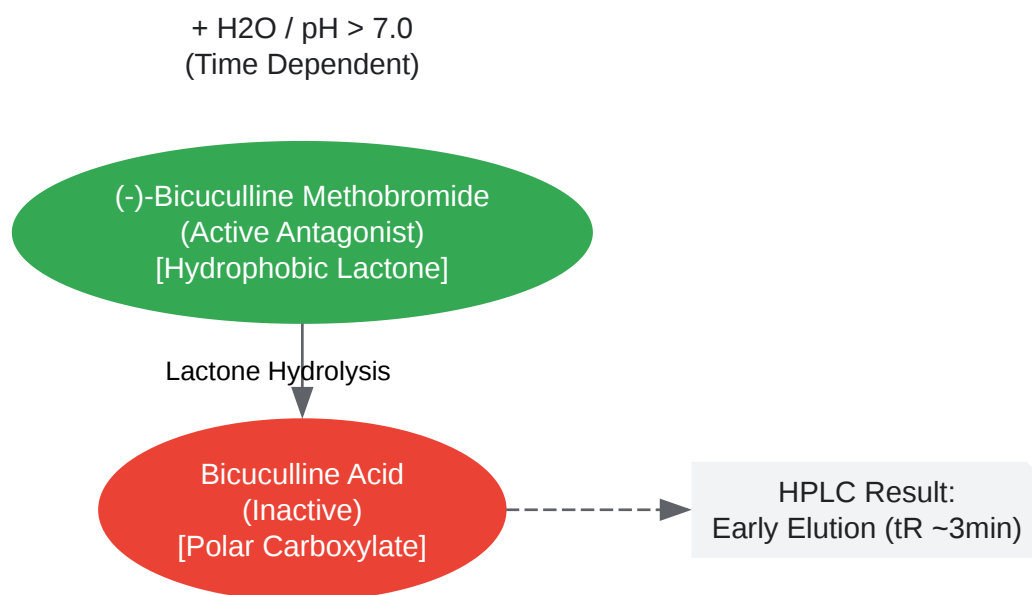 + H2O / pH > 7.0
(Time Dependent)
(-)-Bicuculline Methobromide
(Active Antagonist)
[Hydrophobic Lactone]
Lactone Hydrolysis
Bicuculline Acid
(Inactive)
[Polar Carboxylate]
HPLC Result:
Early Elution (tR ~3min)